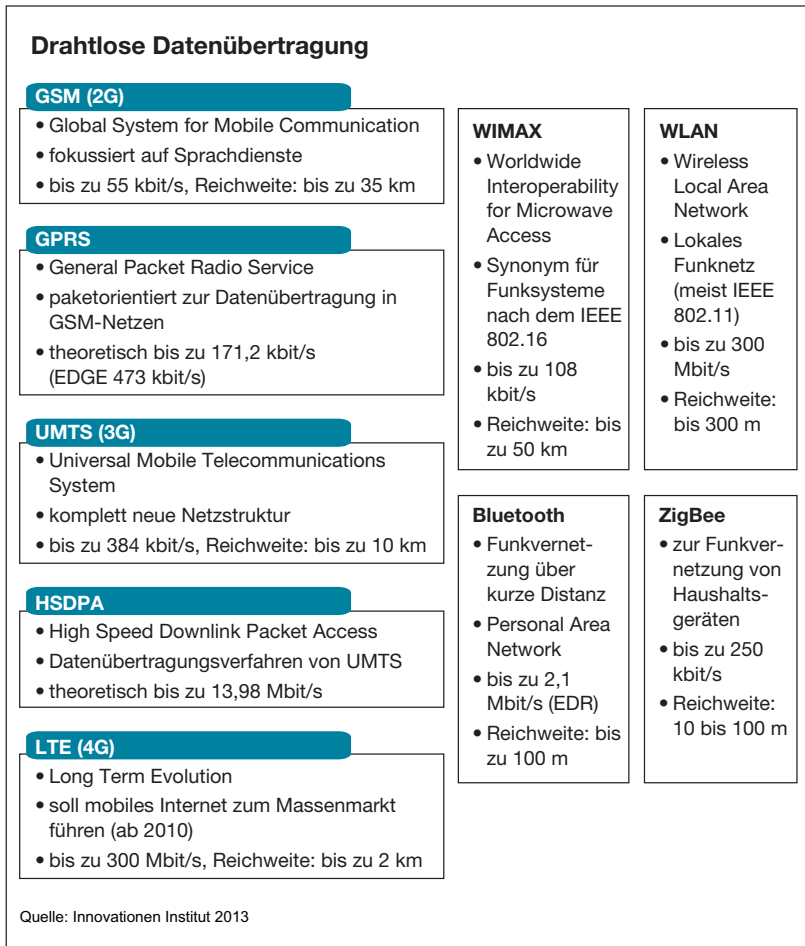 Drahtlose Datenübertragung
GSM (2G)
• Global System for Mobile Communication
• fokussiert auf Sprachdienste
• bis zu 55 kbit/s, Reichweite: bis zu 35 km
GPRS
• General Packet Radio Service
• paketorientiert zur Datenübertragung in
GSM-Netzen
• theoretisch bis zu 171,2 kbit/s
(EDGE 473 kbit/s)
UMTS (3G)
• Universal Mobile Telecommunications
System
• komplett neue Netzstruktur
• bis zu 384 kbit/s, Reichweite: bis zu 10 km
HSDPA
• High Speed Downlink Packet Access
• Datenübertragungsverfahren von UMTS
• theoretisch bis zu 13,98 Mbit/s
LTE (4G)
• Long Term Evolution
• soll mobiles Internet zum Massenmarkt
führen (ab 2010)
• bis zu 300 Mbit/s, Reichweite: bis zu 2 km
WIMAX
• Worldwide
Interoperability
for Microwave
Access
• Synonym für
Funksysteme
nach dem IEEE
802.16
• bis zu 108
kbit/s
• Reichweite: bis
zu 50 km
WLAN
• Wireless
Local Area
Network
• Lokales
Funknetz
(meist IEEE
802.11)
• bis zu 300
Mbit/s
• Reichweite:
bis 300 m
Bluetooth
• Funkvernet-
zung über
kurze Distanz
• Personal Area
Network
• bis zu 2,1
Mbit/s (EDR)
• Reichweite: bis
zu 100 m
ZigBee
• zur Funkver-
netzung von
Haushalts-
geräten
• bis zu 250
kbit/s
• Reichweite:
10 bis 100 m
Quelle: Innovationen Institut 2013